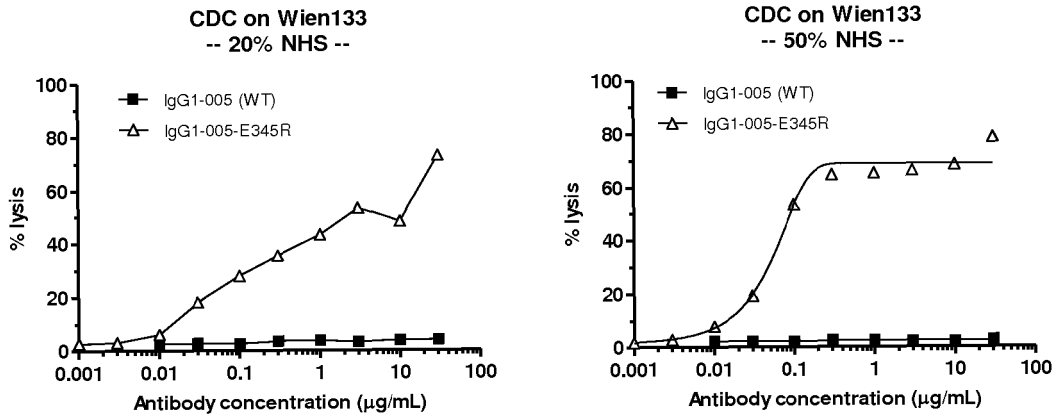 CDC on Wien133
-- 20% NHS --
IgG1-005 (WT)
IgG1-005-E345R
100
80
60
40
20
0
% lysis
0.001
0.01
0.1
1
10
100
Antibody concentration (µg/mL)
CDC on Wien133
-- 50% NHS --
IgG1-005 (WT)
IgG1-005-E345R
100
80
60
40
20
0
% lysis
0.001
0.01
0.1
1
10
100
Antibody concentration (µg/mL)